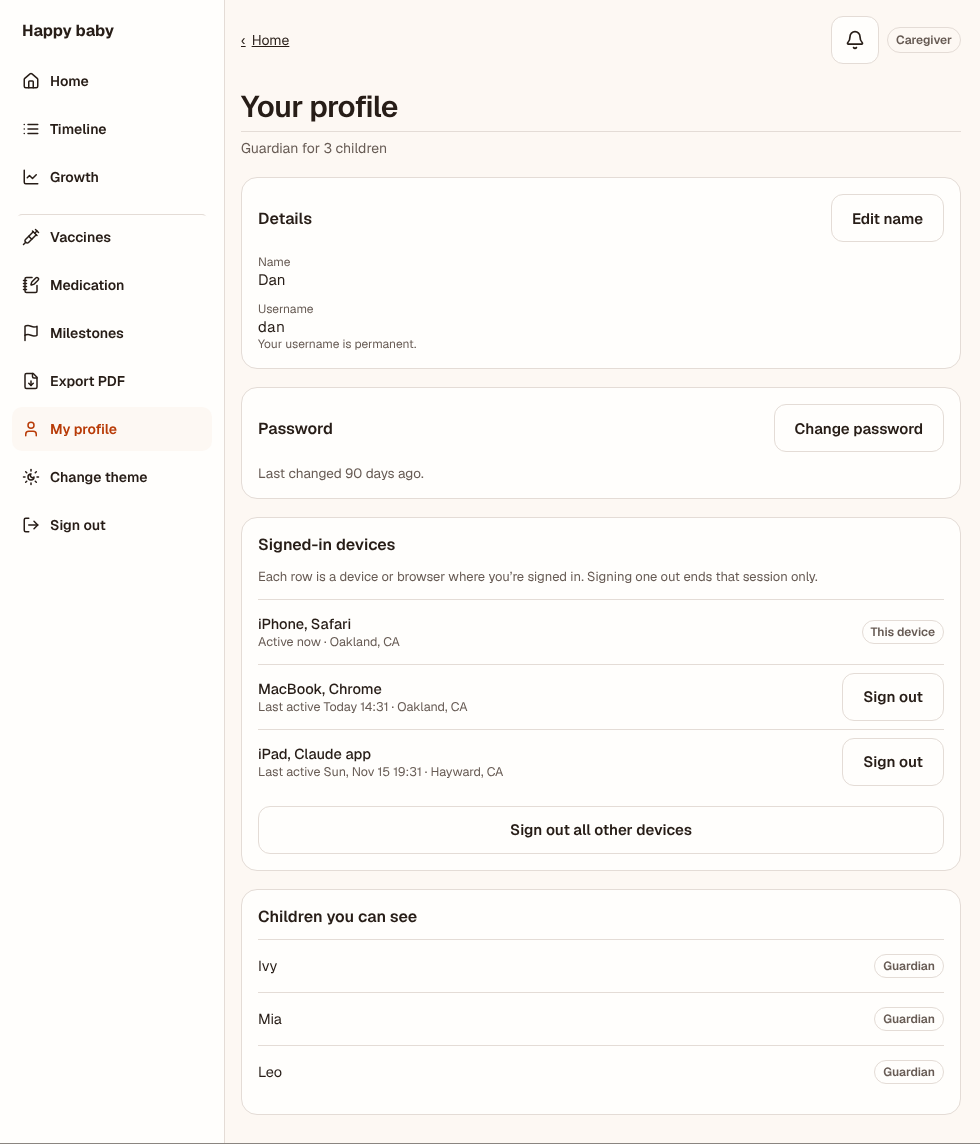 Happy baby
Home
Timeline
Growth
Vaccines
Medication
Milestones
Export PDF
My profile
Change theme
Sign out
‹ Home
Caregiver
Your profile
Guardian for 3 children
Details
Edit name
Name
Dan
Username
dan
Your username is permanent.
Password
Change password
Last changed 90 days ago.
Signed-in devices
Each row is a device or browser where you’re signed in. Signing one out ends that session only.
iPhone, Safari
Active now · Oakland, CA
This device
MacBook, Chrome
Last active Today 14:31 · Oakland, CA
Sign out
iPad, Claude app
Last active Sun, Nov 15 19:31 · Hayward, CA
Sign out
Sign out all other devices
Children you can see
Ivy
Guardian
Mia
Guardian
Leo
Guardian